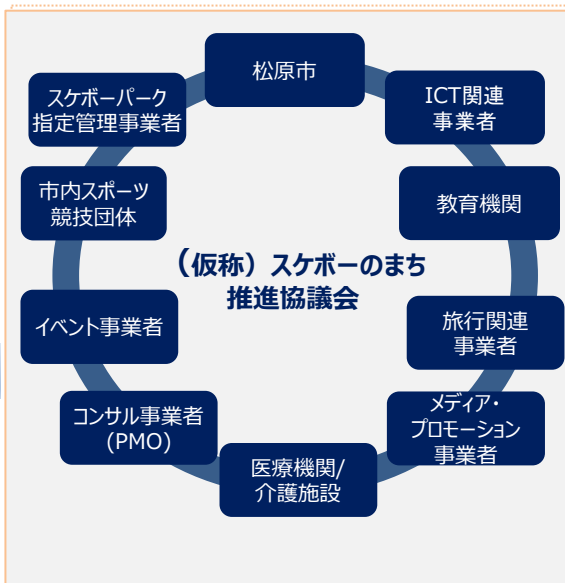 松原市
スケボーパーク
指定管理事業者
ICT関連
事業者
市内スポーツ
競技団体
教育機関
（仮称）スケボーのまち
推進協議会
イベント事業者
旅行関連
事業者
コンサル事業者
(PMO)
メディア・
プロモーション
事業者
医療機関/
介護施設